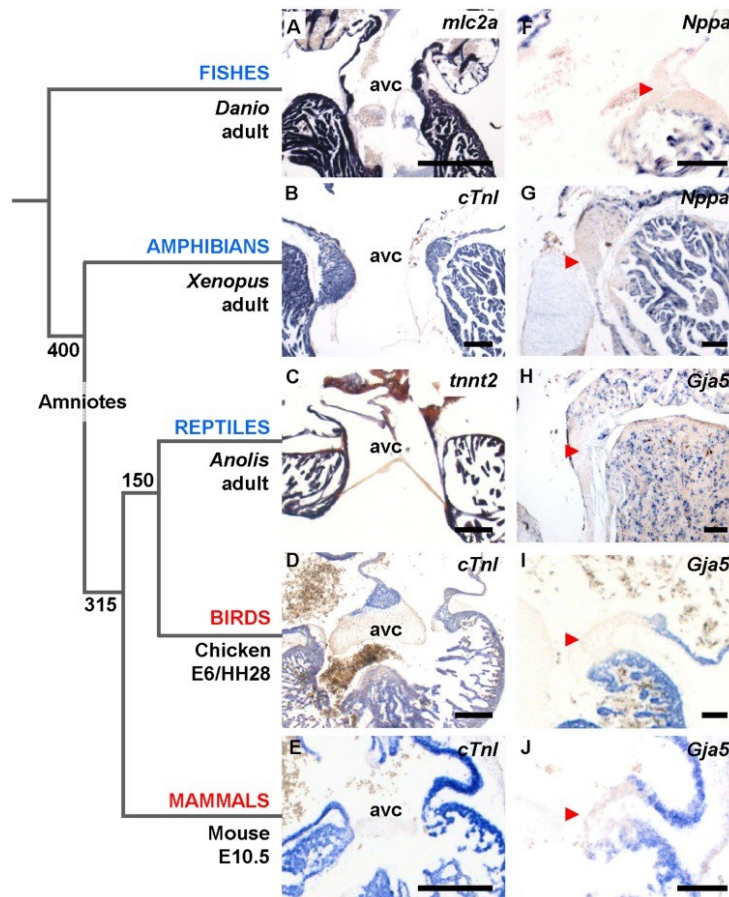 A mlc2a
avc
F Nppa
FISHES
Danio
adult
B cTnI
avc
G Nppa
AMPHIBIANS
Xenopus
adult
400
Amniotes
C tnnt2
avc
H Gja5
REPTILES
Anolis
adult
150
D cTnI
avc
I Gja5
315
BIRDS
Chicken
E6/HH28
E cTnI
avc
J Gja5
MAMMALS
Mouse
E10.5